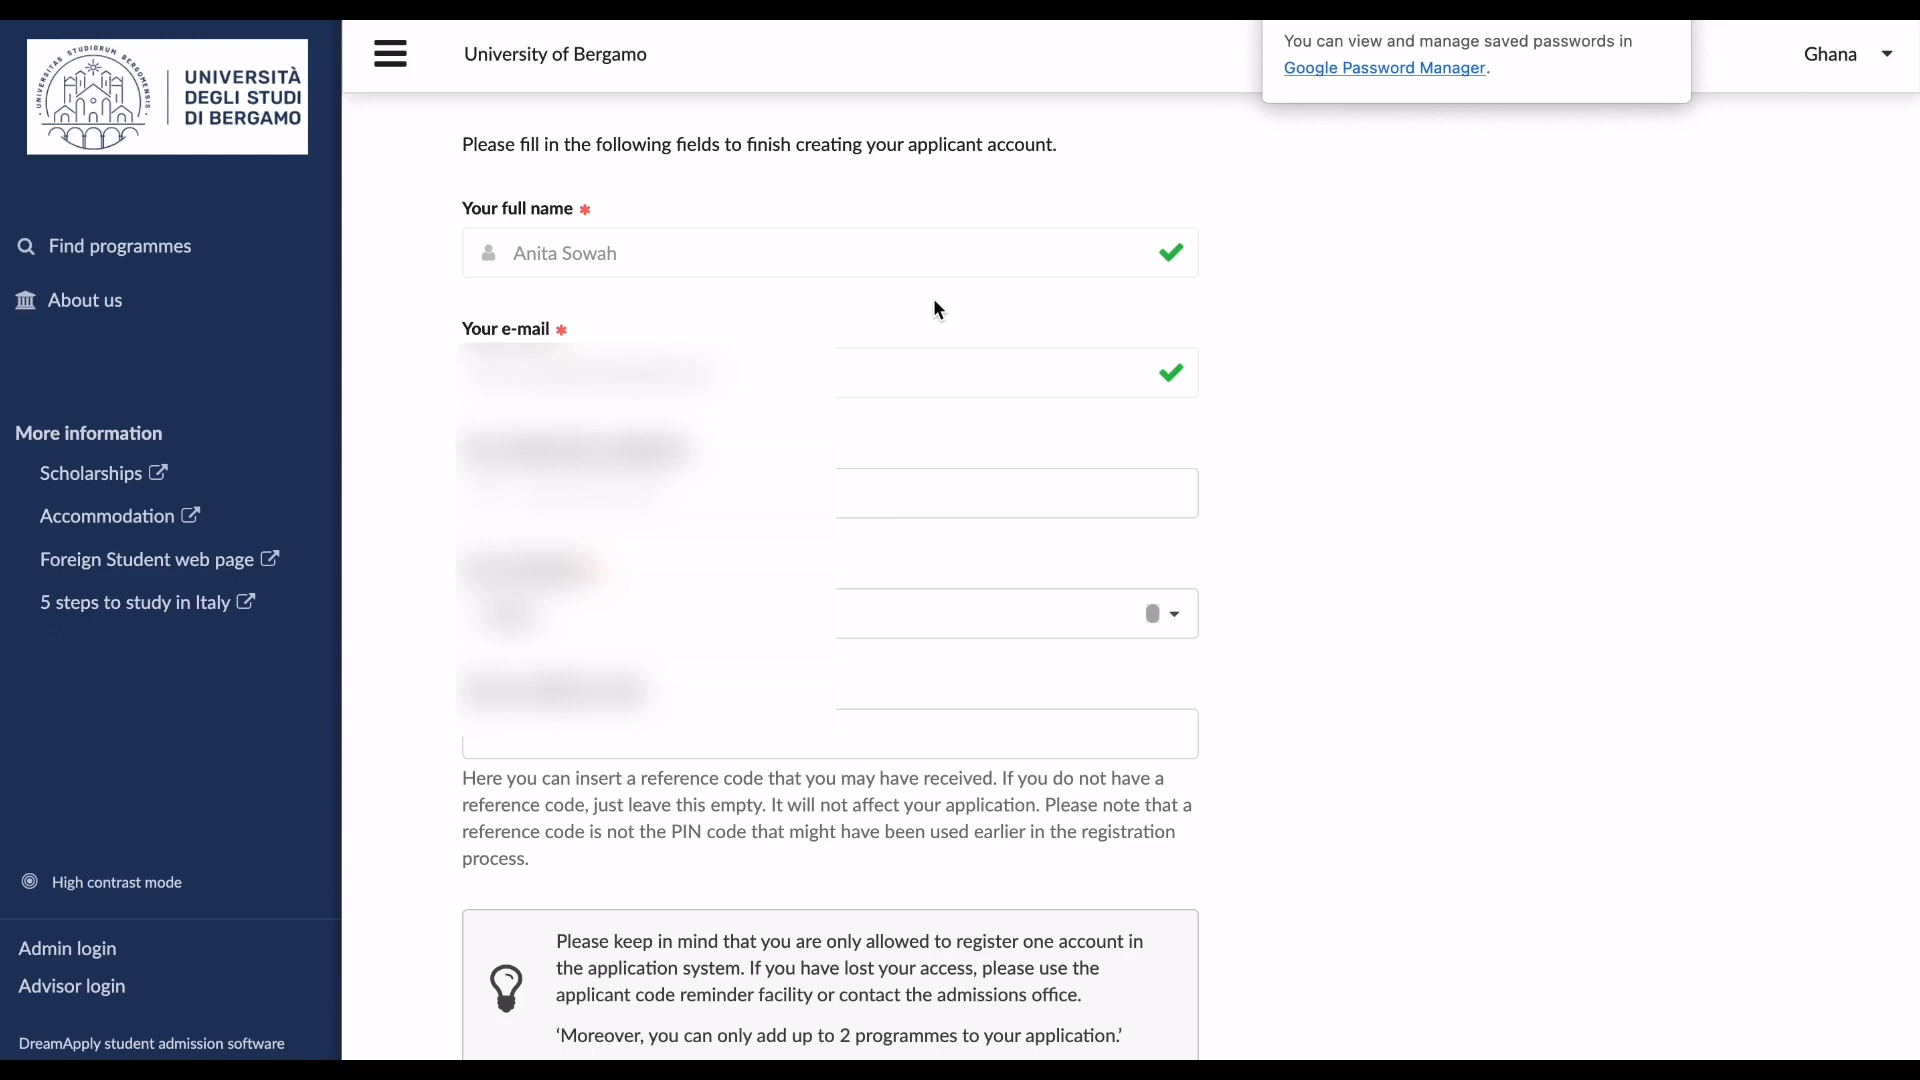 STUDIORUM
UNIVERSITAS BERGOMENSIS
UNIVERSITÀ
DEGLI STUDI
DI BERGAMO
Find programmes
About us
More information
Scholarships
Accommodation
Foreign Student web page
5 steps to study in Italy
High contrast mode
Admin login
Advisor login
DreamApply student admission software
University of Bergamo
You can view and manage saved passwords in
Google Password Manager.
Ghana
Please fill in the following fields to finish creating your applicant account.
Your full name *
Anita Sowah
Your e-mail *
Here you can insert a reference code that you may have received. If you do not have a
reference code, just leave this empty. It will not affect your application. Please note that a
reference code is not the PIN code that might have been used earlier in the registration
process.
Please keep in mind that you are only allowed to register one account in
the application system. If you have lost your access, please use the
applicant code reminder facility or contact the admissions office.
‘Moreover, you can only add up to 2 programmes to your application.’